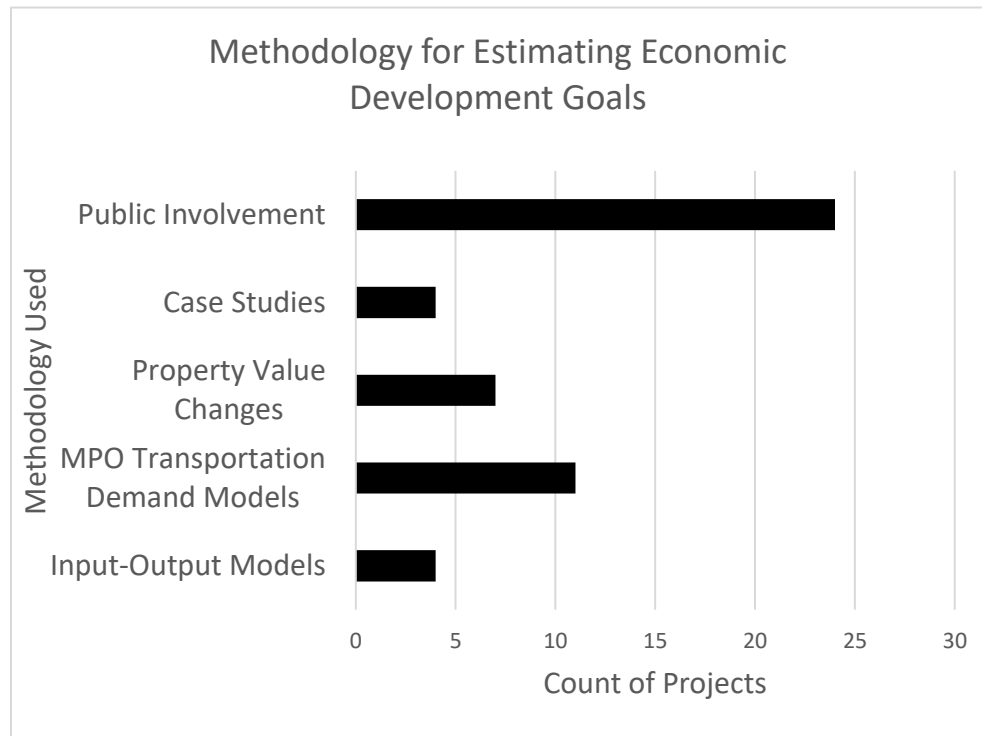 Methodology for Estimating Economic
Development Goals
Methodology Used
Public Involvement
Case Studies
Property Value
Changes
MPO Transportation
Demand Models
Input-Output Models
0 5 10 15 20 25 30
Count of Projects